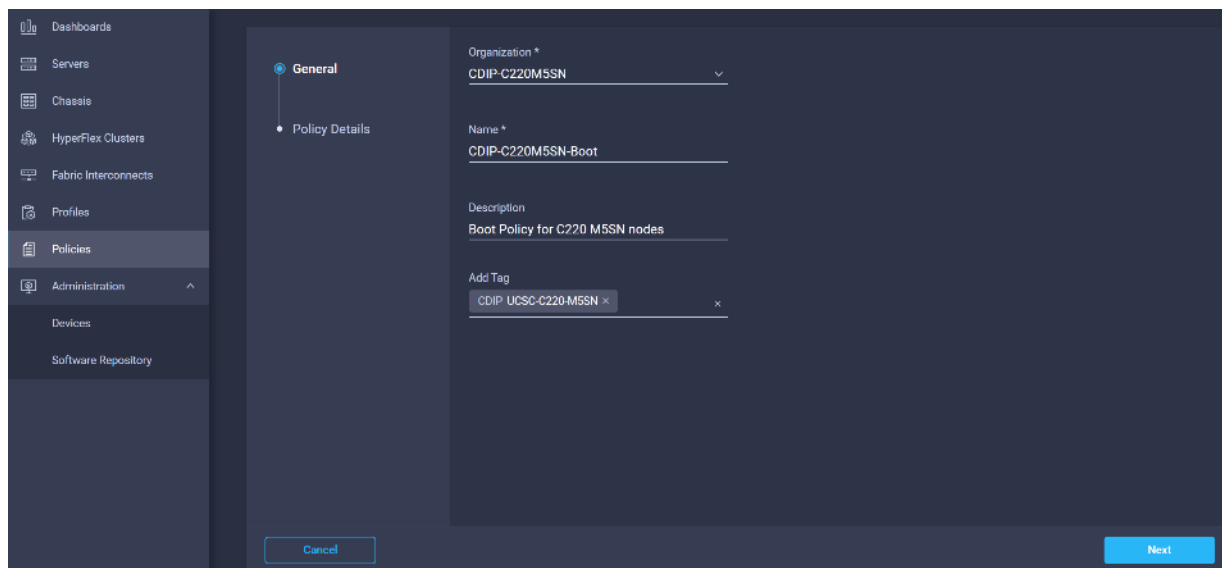 Dashboards
Servers
Chassis
HyperFlex Clusters
Fabric Interconnects
Profiles
Policies
Administration
Devices
Software Repository
General
Policy Details
Organization *
CDIP-C220M5SN
Name *
CDIP-C220M5SN-Boot
Description
Boot Policy for C220 M5SN nodes
Add Tag
CDIP UCSC-C220-M5SN ×
Cancel
Next